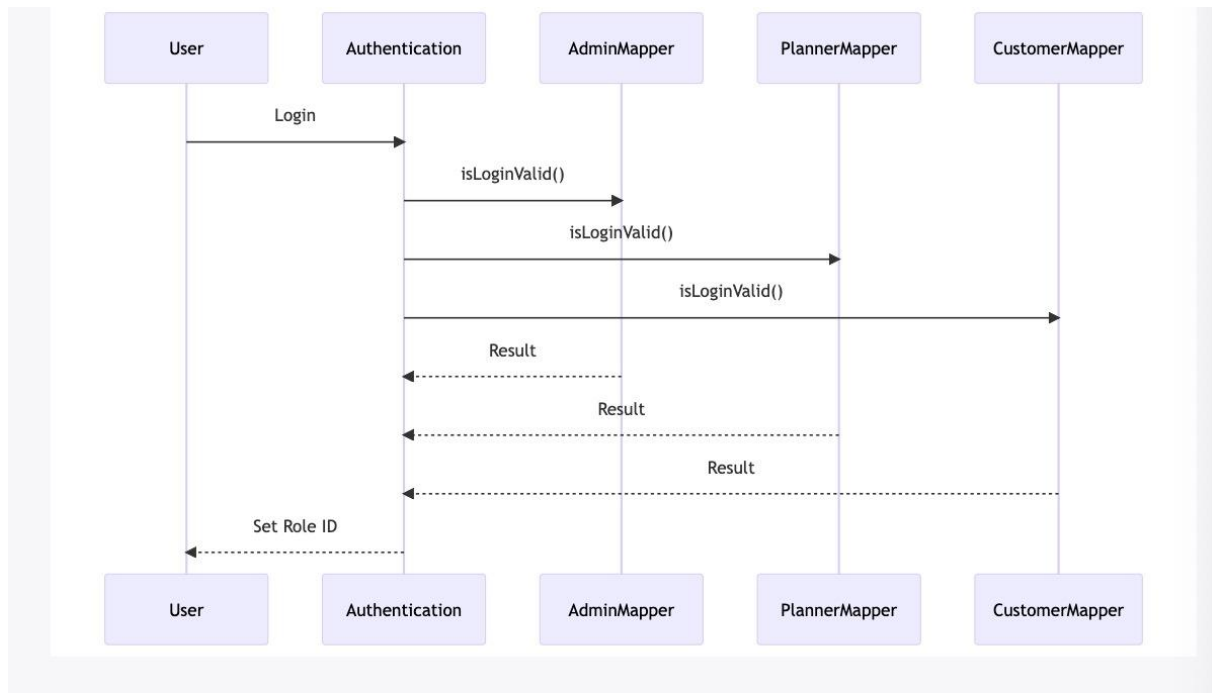 User Authentication AdminMapper PlannerMapper CustomerMapper
Login
isLoginValid()
isLoginValid()
isLoginValid()
Result
Result
Result
Set Role ID
User Authentication AdminMapper PlannerMapper CustomerMapper